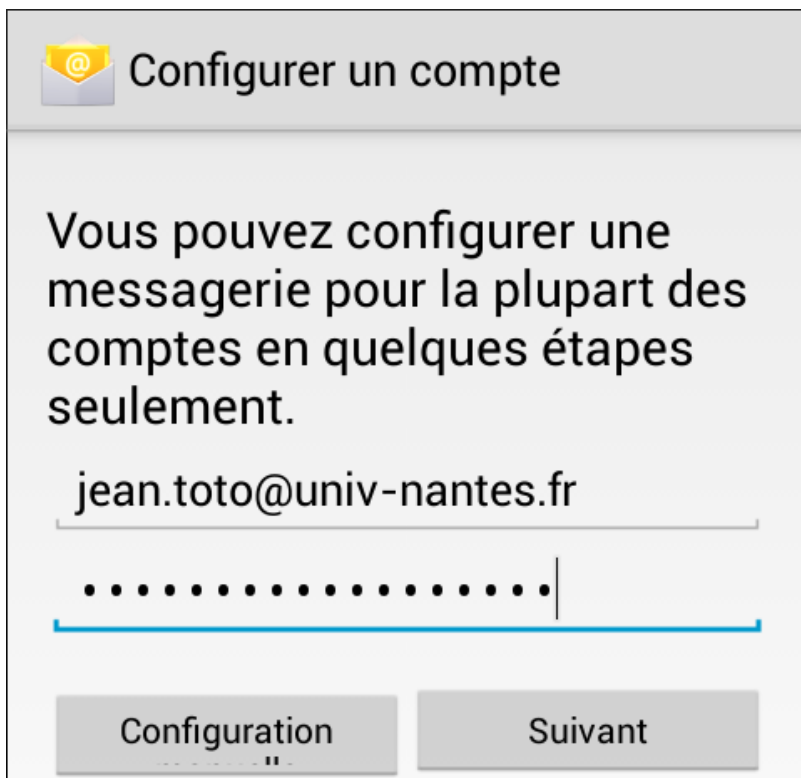 Configurer un compte
Vous pouvez configurer une
messagerie pour la plupart des
comptes en quelques étapes
seulement.
jean.toto@univ-nantes.fr
Configuration
Suivant